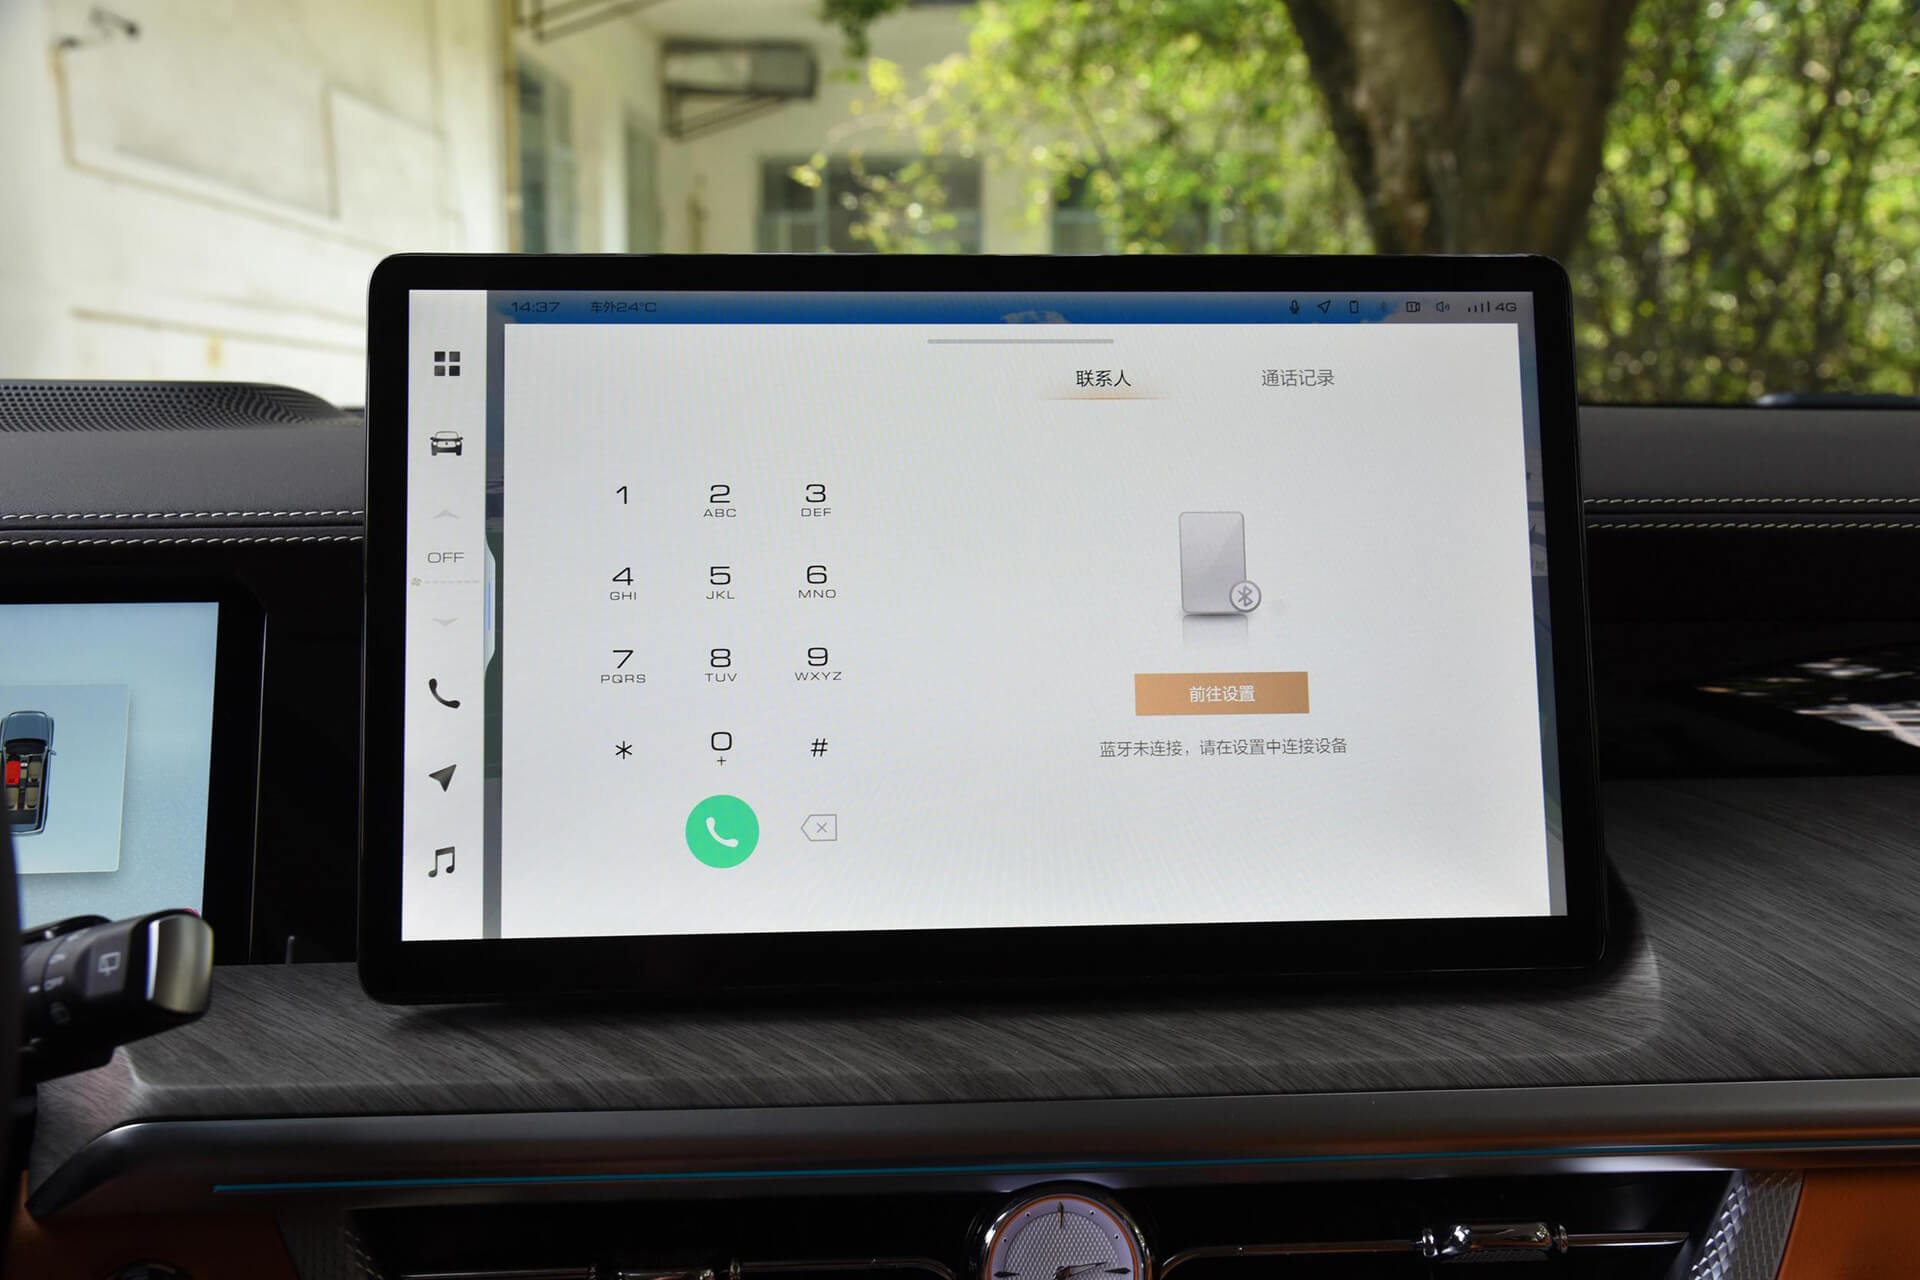 14:37 车外24°C 4G
联系人 通话记录
OFF
1 2 3
ABC DEF
4 5 6
GHI JKL MNO
7 8 9
PQRS TUV WXYZ
* 0 #
+
前往设置
蓝牙未连接，请在设置中连接设备